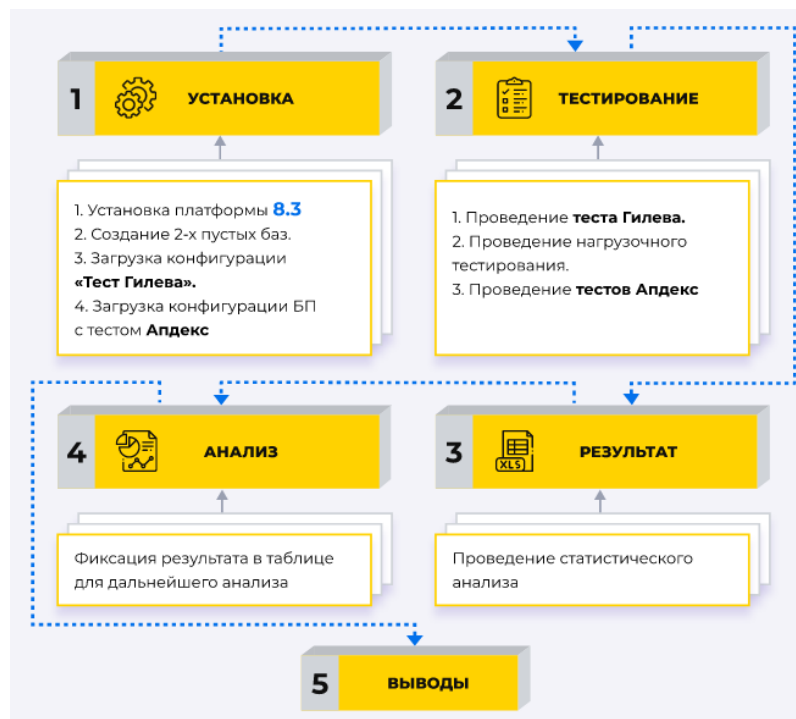 1 УСТАНОВКА
1. Установка платформы 8.3
2. Создание 2-х пустых баз.
3. Загрузка конфигурации
«Тест Гилева».
4. Загрузка конфигурации БП
с тестом Апдекс
2 ТЕСТИРОВАНИЕ
1. Проведение теста Гилева.
2. Проведение нагрузочного
тестирования.
3. Проведение тестов Апдекс
4 АНАЛИЗ
Фиксация результата в таблице
для дальнейшего анализа
3 XLS РЕЗУЛЬТАТ
Проведение статистического
анализа
5 ВЫВОДЫ